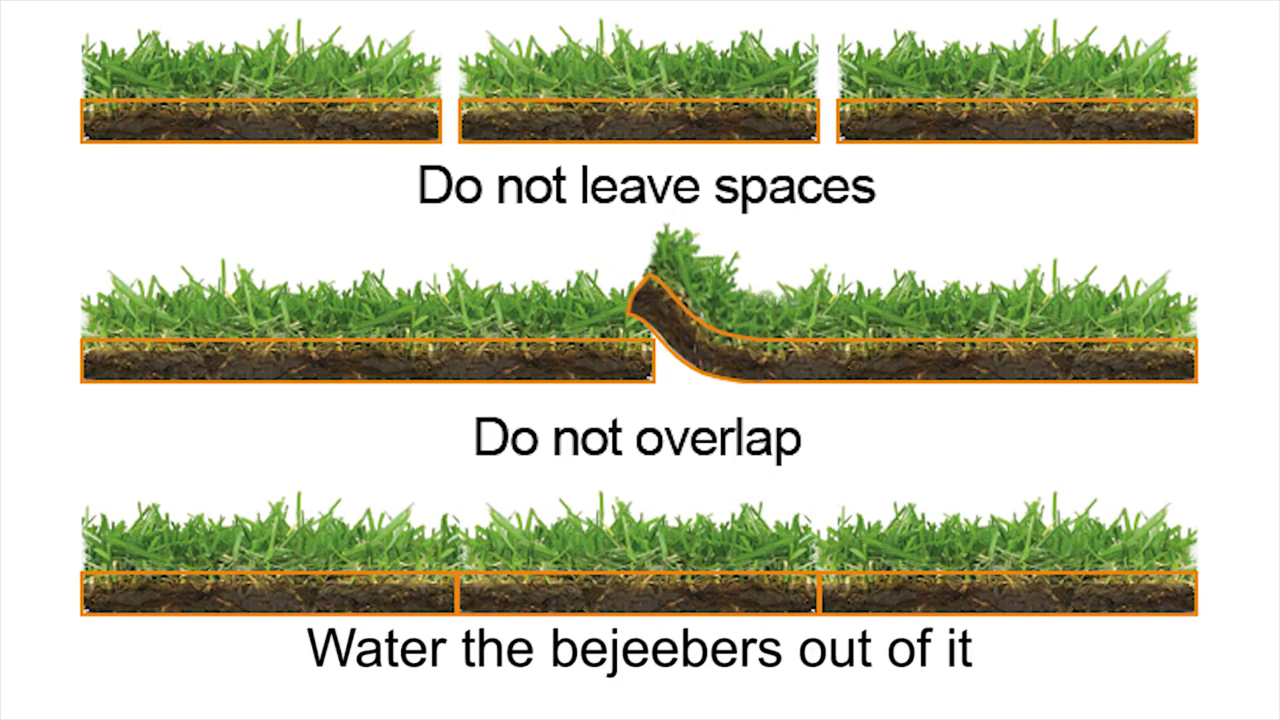 Do not leave spaces
Do not overlap
Water the bejeebers out of it